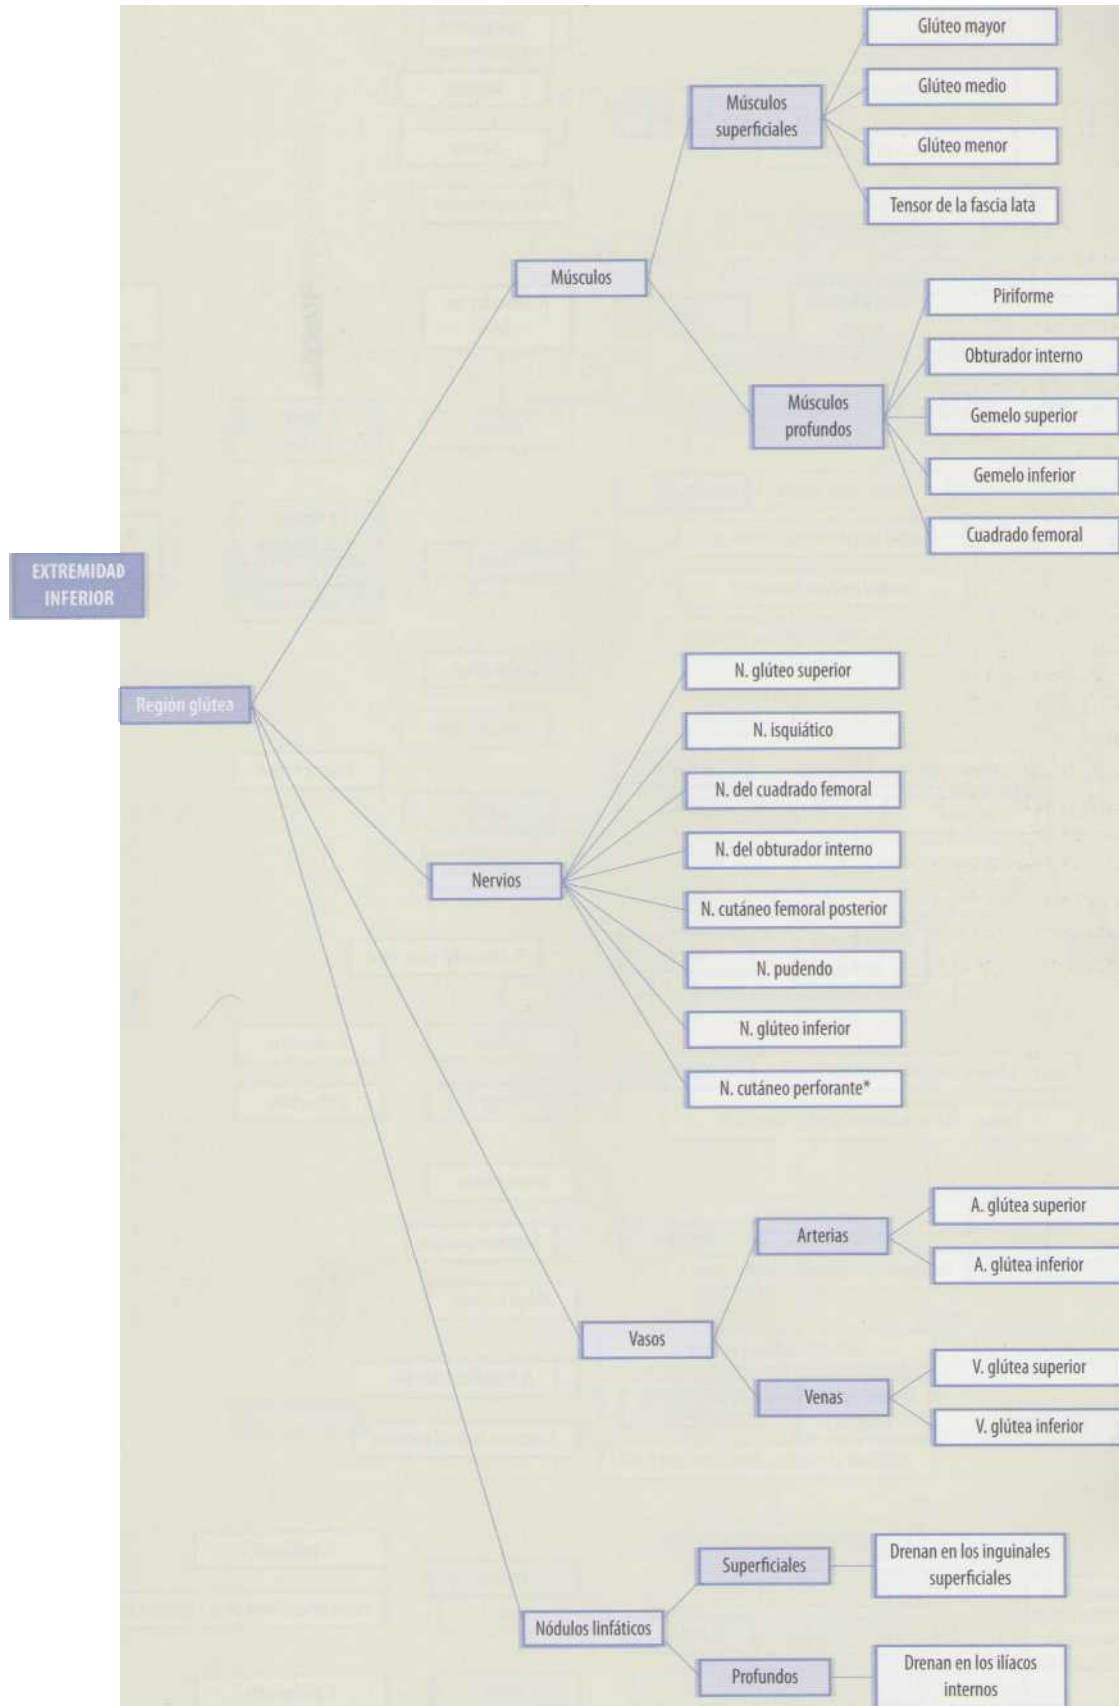 Glúteo mayor
Glúteo medio
Músculos
superficiales
Glúteo menor
Tensor de la fascia lata
Músculos
Piriforme
Obturador interno
Músculos
profundos
Gemelo superior
Gemelo inferior
Cuadrado femoral
EXTREMIDAD
INFERIOR
Región glútea
N. glúteo superior
N. isquiático
N. del cuadrado femoral
N. del obturador interno
Nervios
N. cutáneo femoral posterior
N. pudendo
N. glúteo inferior
N. cutáneo perforante*
A. glútea superior
Arterias
A. glútea inferior
Vasos
V. glútea superior
Venas
V. glútea inferior
Superficiales
Drenan en los inguinales
superficiales
Nódulos linfáticos
Profundos
Drenan en los ilíacos
internos